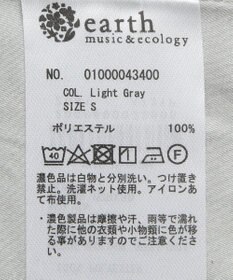 earth
music&ecology
NO. 01000043400
COL. Light Gray
SIZE S
ポリエステル 100%
40 F
濃色品は白物と分別洗い。つけ置き
禁止。洗濯ネット使用。アイロンあ
て布使用。
・濃色製品は摩擦や汗、雨等で濡れ
た際に他の衣類や小物類に色が移
る事がありますのでご注意下さい。